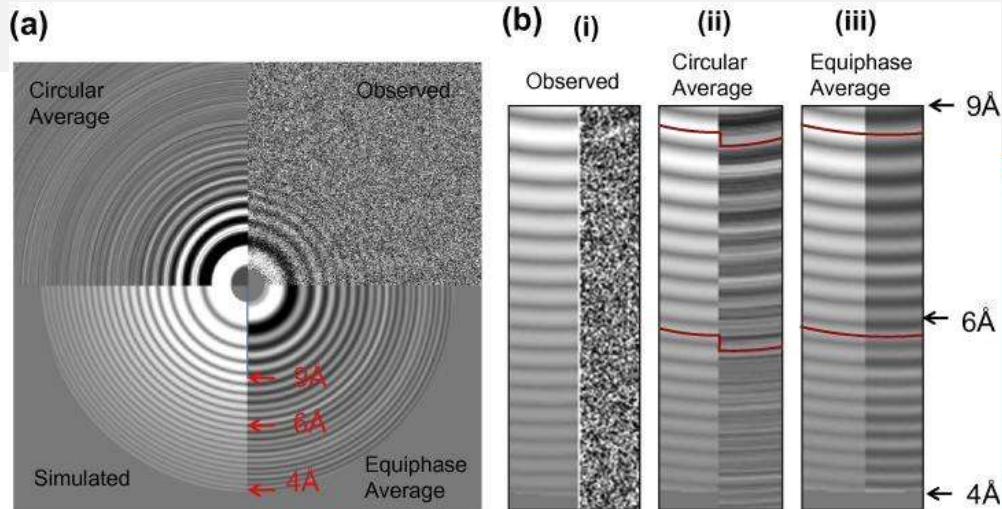 (a)
Circular
Average
Observed
9Å
6Å
4Å
Simulated
Equiphase
Average
(b)
(i)
(ii)
(iii)
Observed
Circular
Average
Equiphase
Average
9Å
6Å
4Å